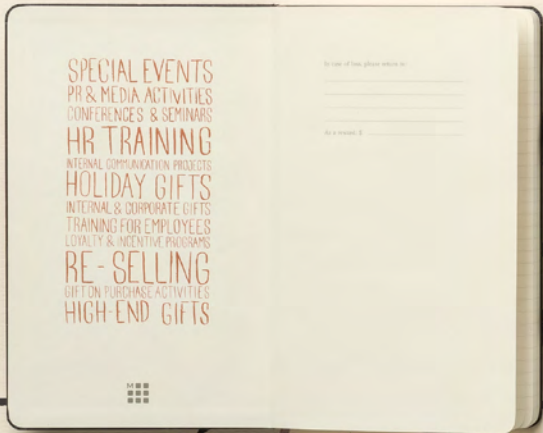 SPECIAL EVENTS
PR & MEDIA ACTIVITIES
CONFERENCES & SEMINARS
HR TRAINING
INTERNAL COMMUNICATION PROJECTS
HOLIDAY GIFTS
INTERNAL & CORPORATE GIFTS
TRAINING FOR EMPLOYEES
LOYALTY & INCENTIVE PROGRAMS
RE - SELLING
GIFT ON PURCHASE ACTIVITIES
HIGH-END GIFTS
M
In case of loss, please return to:
As a reward: $